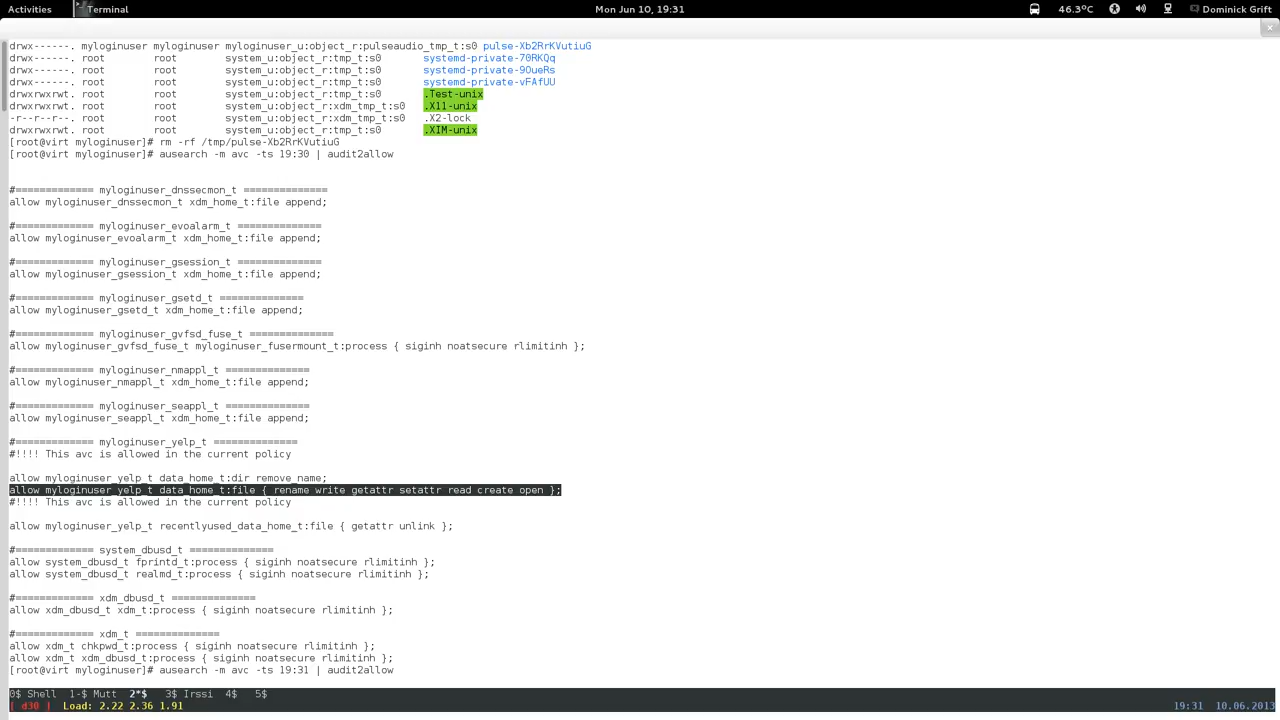 Activities Terminal Mon Jun 10, 19:31 46.3°C Dominick Grift
drwx------. myloginuser myloginuser myloginuser_u:object_r:pulseaudio_tmp_t:s0 pulse-Xb2RrKVutiuG
drwx------. root root system_u:object_r:tmp_t:s0 systemd-private-70RKQq
drwx------. root root system_u:object_r:tmp_t:s0 systemd-private-9OueRs
drwx------. root root system_u:object_r:tmp_t:s0 systemd-private-vFAfUU
drwxrwxrwt. root root system_u:object_r:tmp_t:s0 .Test-unix
drwxrwxrwt. root root system_u:object_r:xdm_tmp_t:s0 .X11-unix
-r--r--r--. root root system_u:object_r:xdm_tmp_t:s0 .X2-lock
drwxrwxrwt. root root system_u:object_r:tmp_t:s0 .XIM-unix
[root@virt myloginuser]# rm -rf /tmp/pulse-Xb2RrKVutiuG
[root@virt myloginuser]# ausearch -m avc -ts 19:30 | audit2allow
#============= myloginuser_dnssecmon_t ==============
allow myloginuser_dnssecmon_t xdm_home_t:file append;
#============= myloginuser_evoalarm_t ==============
allow myloginuser_evoalarm_t xdm_home_t:file append;
#============= myloginuser_gsession_t ==============
allow myloginuser_gsession_t xdm_home_t:file append;
#============= myloginuser_gsetd_t ==============
allow myloginuser_gsetd_t xdm_home_t:file append;
#============= myloginuser_gvfsd_fuse_t ==============
allow myloginuser_gvfsd_fuse_t myloginuser_fusermount_t:process { siginh noatsecure rlimitinh };
#============= myloginuser_nmappl_t ==============
allow myloginuser_nmappl_t xdm_home_t:file append;
#============= myloginuser_seappl_t ==============
allow myloginuser_seappl_t xdm_home_t:file append;
#============= myloginuser_yelp_t ==============
#!!!! This avc is allowed in the current policy
allow myloginuser_yelp_t data_home_t:dir remove_name;
allow myloginuser_yelp_t data_home_t:file { rename write getattr setattr read create open };
#!!!! This avc is allowed in the current policy
allow myloginuser_yelp_t recentlyused_data_home_t:file { getattr unlink };
#============= system_dbusd_t ==============
allow system_dbusd_t fprintd_t:process { siginh noatsecure rlimitinh };
allow system_dbusd_t realmd_t:process { siginh noatsecure rlimitinh };
#============= xdm_dbusd_t ==============
allow xdm_dbusd_t xdm_t:process { siginh noatsecure rlimitinh };
#============= xdm_t ==============
allow xdm_t chkpwd_t:process { siginh noatsecure rlimitinh };
allow xdm_t xdm_dbusd_t:process { siginh noatsecure rlimitinh };
[root@virt myloginuser]# ausearch -m avc -ts 19:31 | audit2allow
0$ Shell 1-$ Mutt 2*$ 3$ Irssi 4$ 5$
[ d30 ] Load: 2.22 2.36 1.91 19:31 10.06.2013